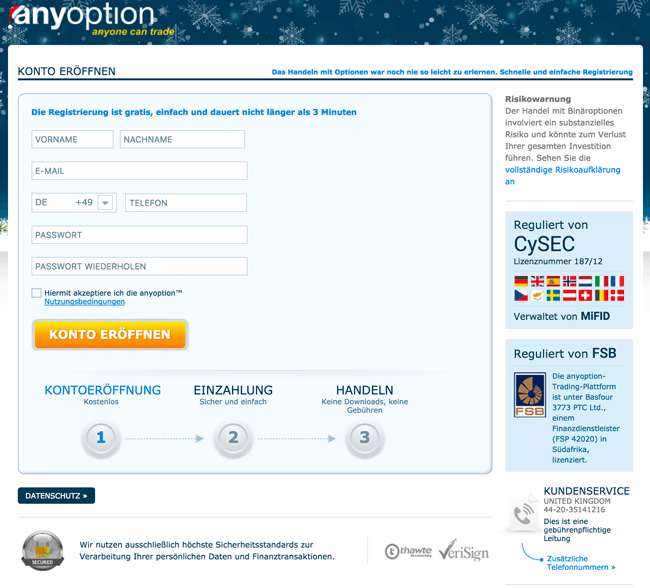 anyoption
anyone can trade
KONTO ERÖFFNEN
Das Handeln mit Optionen war noch nie so leicht zu erlernen. Schnelle und einfache Registrierung
Die Registrierung ist gratis, einfach und dauert nicht länger als 3 Minuten
VORNAME
NACHNAME
E-MAIL
DE +49
TELEFON
PASSWORT
PASSWORT WIEDERHOLEN
Hiermit akzeptiere ich die anyoption™
Nutzungsbedingungen
KONTO ERÖFFNEN
KONTOERÖFFNUNG
Kostenlos
1
EINZAHLUNG
Sicher und einfach
2
HANDELN
Keine Downloads, keine
Gebühren
3
Risikowarnung
Der Handel mit Binäroptionen
involviert ein substanzielles
Risiko und könnte zum Verlust
Ihrer gesamten Investition
führen. Sehen Sie die
vollständige Risikoaufklärung
an
Reguliert von
CySEC
Lizenznummer 187/12
Verwaltet von MiFID
Reguliert von FSB
FSB
Die anyoption-
Trading-Plattform
ist unter Basfour
3773 PTC Ltd.,
einem
Finanzdienstleister
(FSP 42020) in
Südafrika,
lizenziert.
DATENSCHUTZ »
SECURED
Wir nutzen ausschließlich höchste Sicherheitsstandards zur
Verarbeitung Ihrer persönlichen Daten und Finanztransaktionen.
thawte
VeriSign
KUNDENSERVICE
UNITED KINGDOM
44-20-35141216
Dies ist eine
gebührenpflichtige
Leitung
Zusätzliche
Telefonnummern »